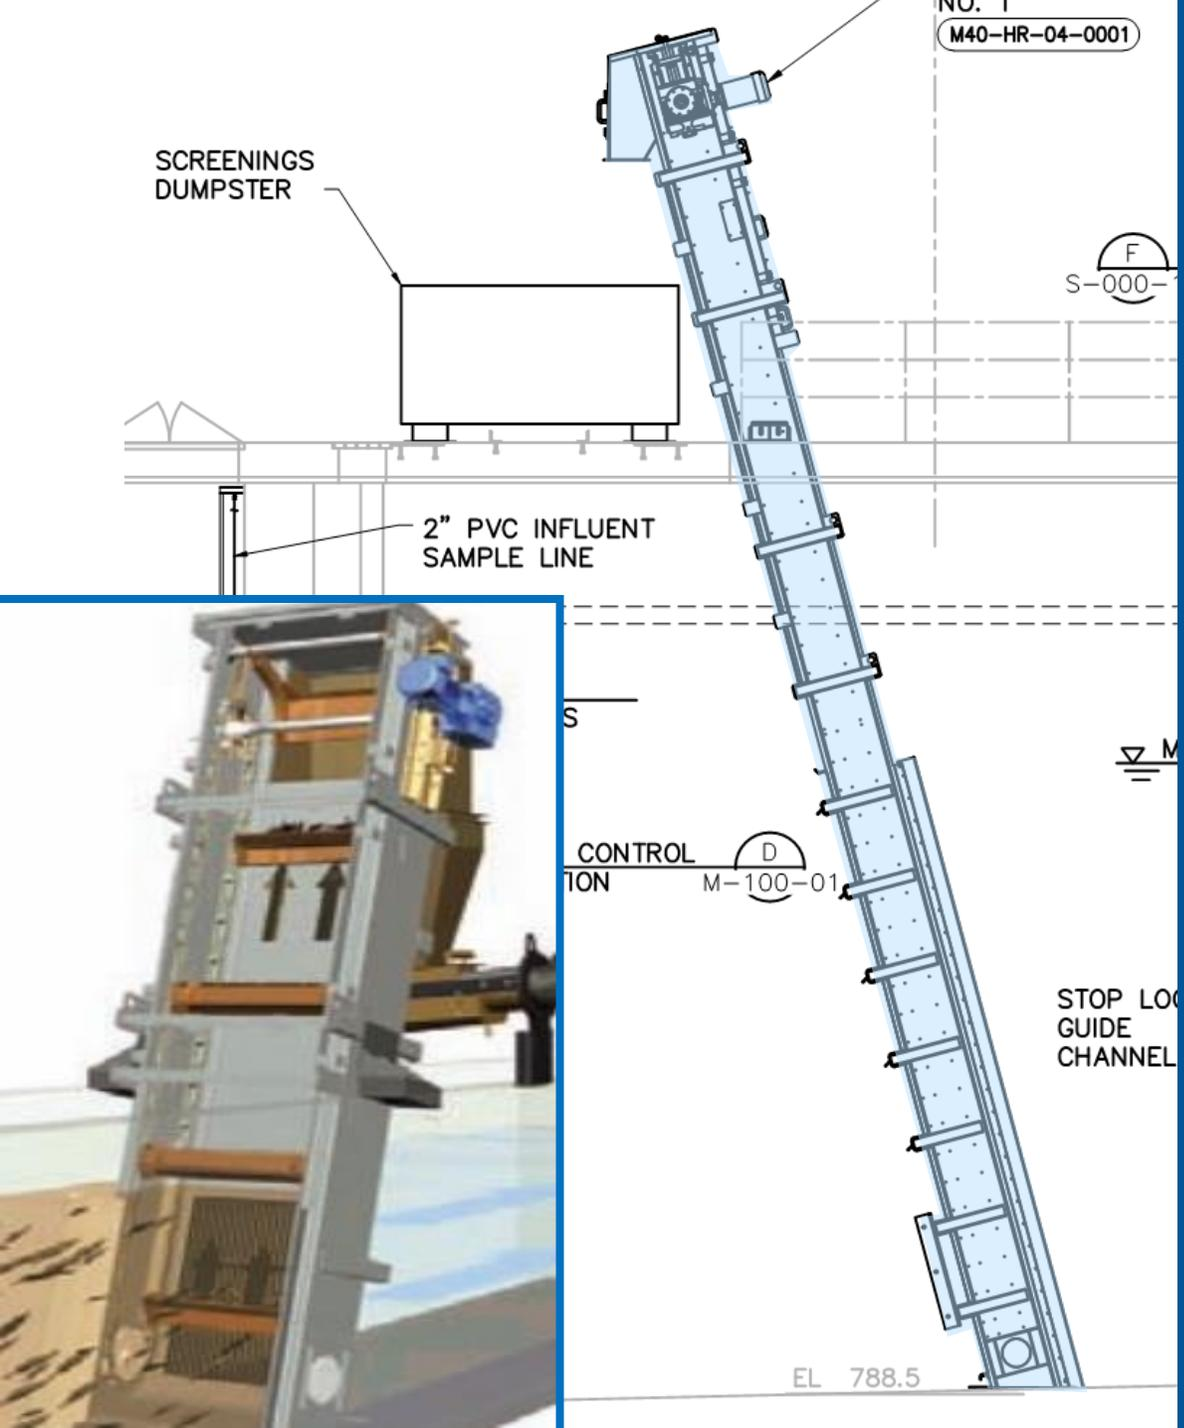 NO. 1
M40-HR-04-0001
SCREENINGS
DUMPSTER
F
S-000-
2" PVC INFLUENT
SAMPLE LINE
S
M
CONTROL
TION
D
M-100-01
STOP LOG
GUIDE
CHANNEL
EL 788.5